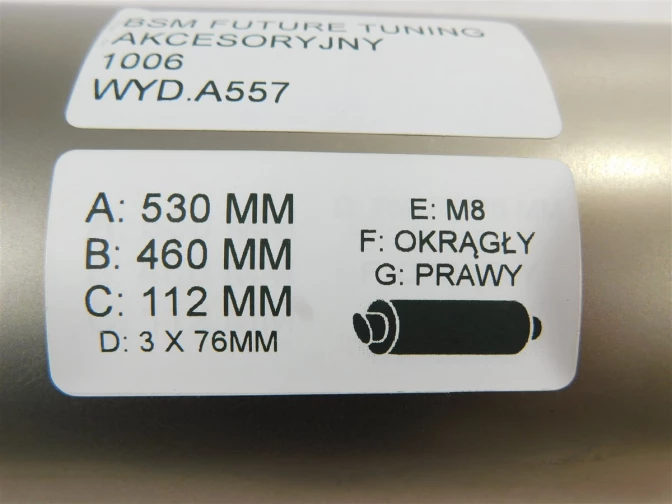 BSM FUTURE TUNING
AKCESORYJNY
1006
WYD.A557
A: 530 MM
B: 460 MM
C: 112 MM
D: 3 X 76MM
E: M8
F: OKRĄGŁY
G: PRAWY